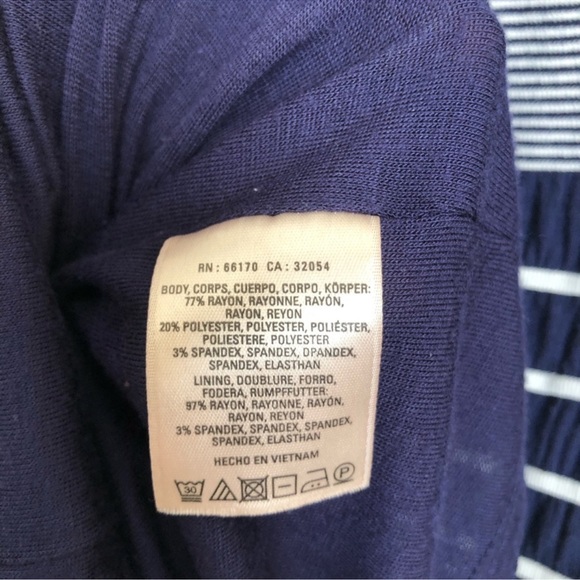 RN : 66170 CA : 32054
BODY, CORPS, CUERPO, CORPO, KÖRPER:
77% RAYON, RAYONNE, RAYÓN,
RAYON, REYON
20% POLYESTER, POLYESTER, POLIÉSTER,
POLIESTERE, POLYESTER
3% SPANDEX, SPANDEX, DPANDEX,
SPANDEX, ELASTHAN
LINING, DOUBLURE, FORRO,
FODERA, RUMPFFUTTER:
97% RAYON, RAYONNE, RAYÓN,
RAYON, REYON
3% SPANDEX, SPANDEX, SPANDEX,
SPANDEX, ELASTHAN
HECHO EN VIETNAM
30 P